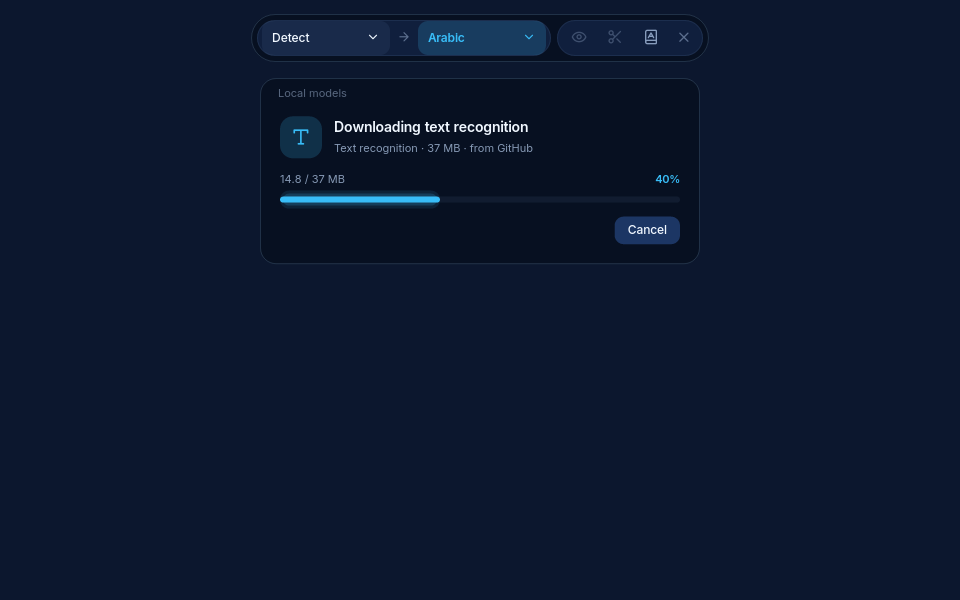 Detect
Arabic
Local models
Downloading text recognition
Text recognition · 37 MB · from GitHub
14.8 / 37 MB
40%
Cancel